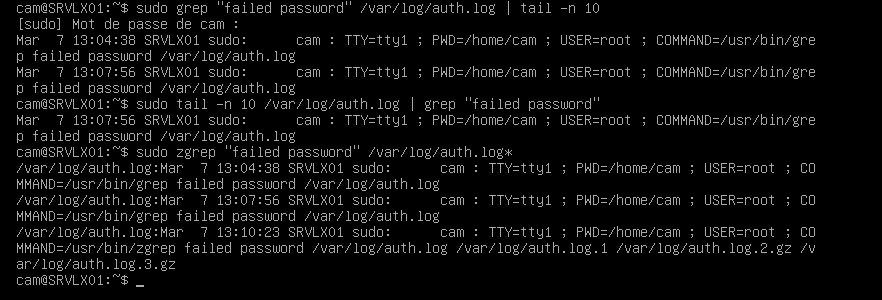 cam@SRVLX01:~$ sudo grep "failed password" /var/log/auth.log | tail -n 10
[sudo] Mot de passe de cam :
Mar  7 13:04:38 SRVLX01 sudo:      cam : TTY=tty1 ; PWD=/home/cam ; USER=root ; COMMAND=/usr/bin/gre
p failed password /var/log/auth.log
Mar  7 13:07:56 SRVLX01 sudo:      cam : TTY=tty1 ; PWD=/home/cam ; USER=root ; COMMAND=/usr/bin/gre
p failed password /var/log/auth.log
cam@SRVLX01:~$ sudo tail -n 10 /var/log/auth.log | grep "failed password"
Mar  7 13:07:56 SRVLX01 sudo:      cam : TTY=tty1 ; PWD=/home/cam ; USER=root ; COMMAND=/usr/bin/gre
p failed password /var/log/auth.log
cam@SRVLX01:~$ sudo zgrep "failed password" /var/log/auth.log*
/var/log/auth.log:Mar  7 13:04:38 SRVLX01 sudo:      cam : TTY=tty1 ; PWD=/home/cam ; USER=root ; CO
MMAND=/usr/bin/grep failed password /var/log/auth.log
/var/log/auth.log:Mar  7 13:07:56 SRVLX01 sudo:      cam : TTY=tty1 ; PWD=/home/cam ; USER=root ; CO
MMAND=/usr/bin/grep failed password /var/log/auth.log
/var/log/auth.log:Mar  7 13:10:23 SRVLX01 sudo:      cam : TTY=tty1 ; PWD=/home/cam ; USER=root ; CO
MMAND=/usr/bin/zgrep failed password /var/log/auth.log /var/log/auth.log.1 /var/log/auth.log.2.gz /v
ar/log/auth.log.3.gz
cam@SRVLX01:~$ _